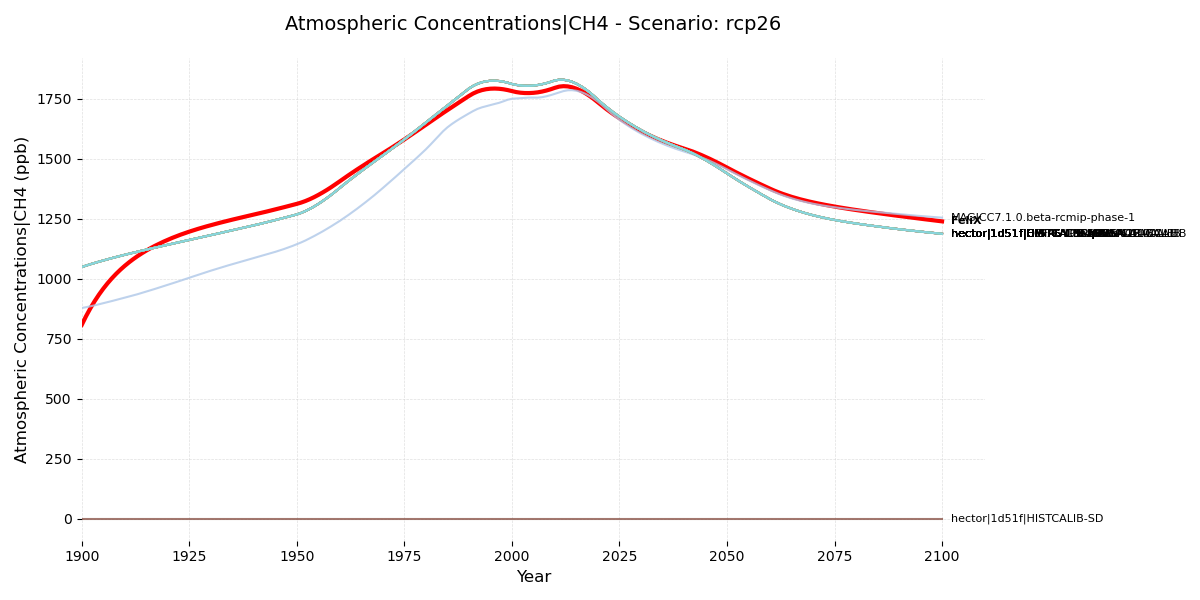 Atmospheric Concentrations|CH4 - Scenario: rcp26
Atmospheric Concentrations|CH4 (ppb)
1750
1500
1250
1000
750
500
250
0
MAGICC7.1.0.beta-rcmip-phase-1
FeliX
hector|1d51f|
hector|1d51f|HISTCALIB-SD
1900
1925
1950
1975
2000
2025
2050
2075
2100
Year